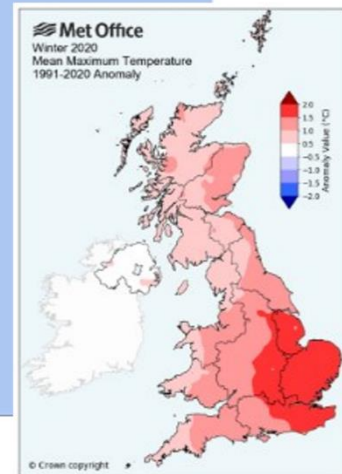 Met Office
Winter 2020
Mean Maximum Temperature
1991-2020 Anomaly
2.0
1.5
1.0
0.5
−0.5
−1.0
−1.5
−2.0
Anomaly Value (°C)
© Crown copyright